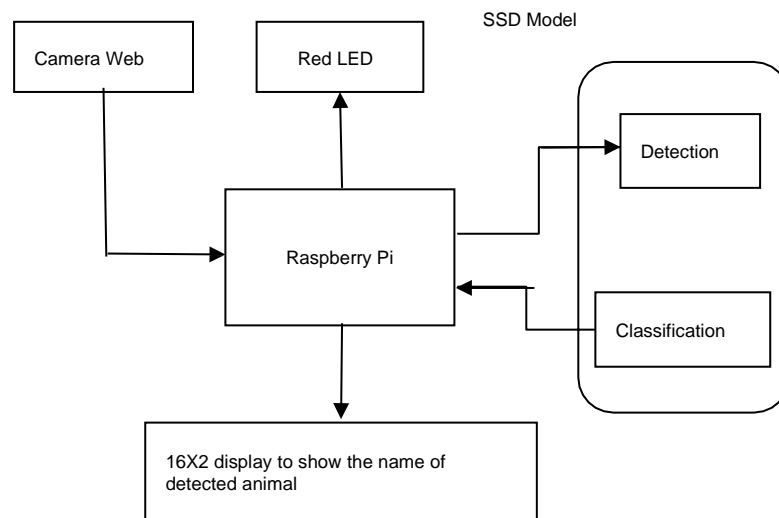 SSD Model
Camera Web
Red LED
Detection
Raspberry Pi
Classification
16X2 display to show the name of
detected animal